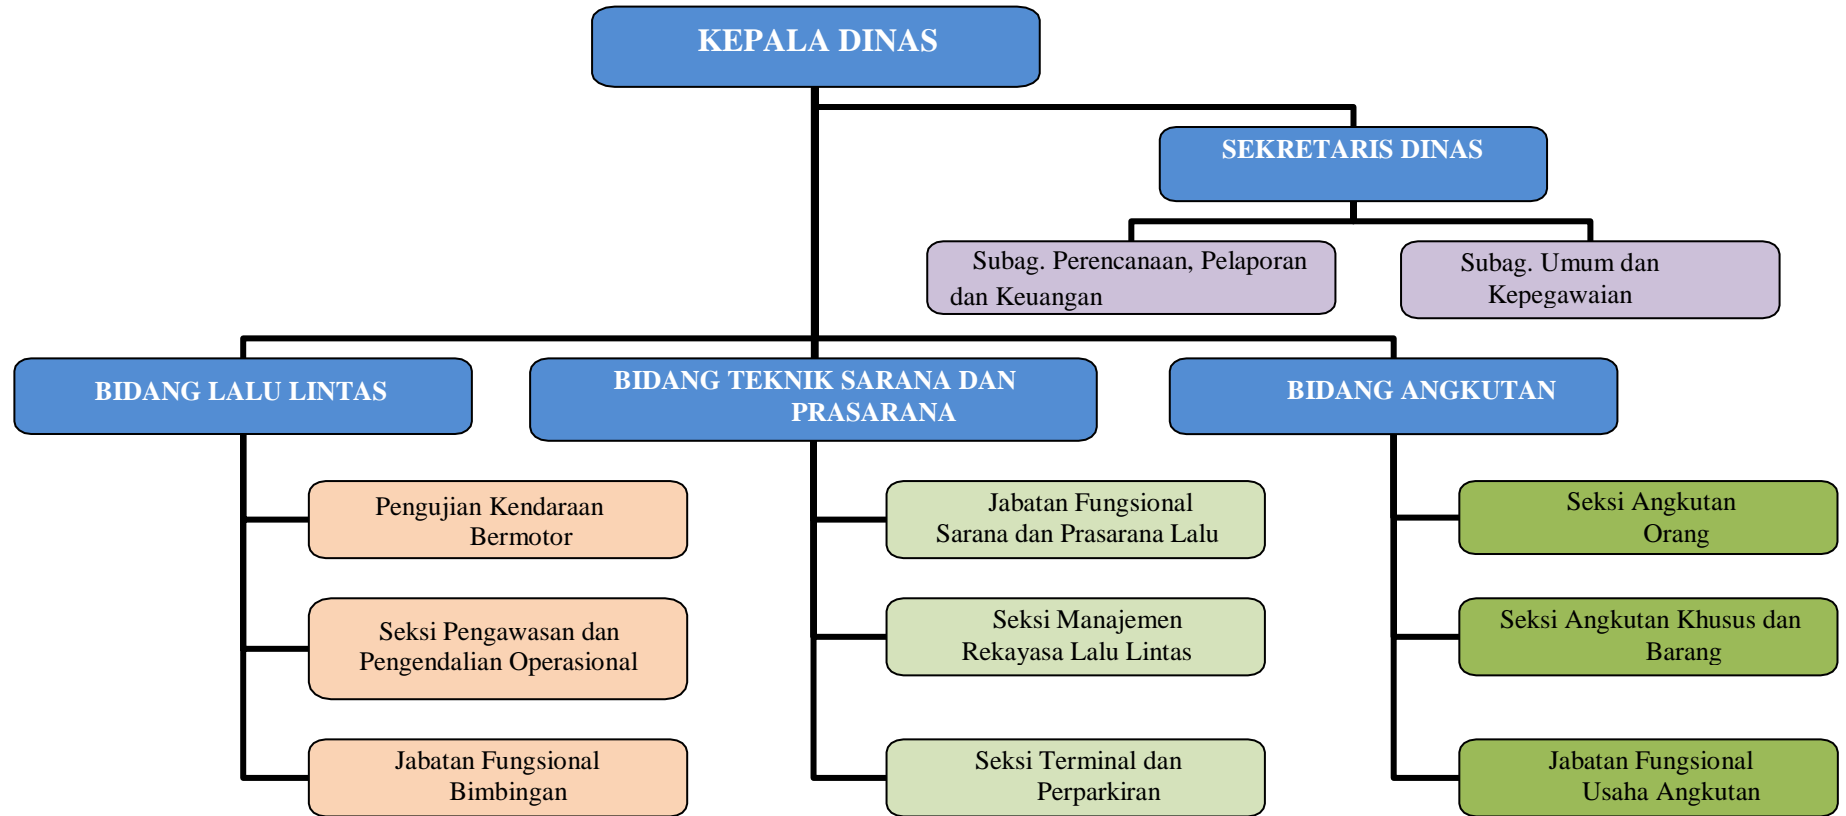 KEPALA DINAS
SEKRETARIS DINAS
Subag. Perencanaan, Pelaporan
dan Keuangan
Subag. Umum dan
Kepegawaian
BIDANG LALU LINTAS
BIDANG TEKNIK SARANA DAN
PRASARANA
BIDANG ANGKUTAN
Pengujian Kendaraan
Bermotor
Seksi Pengawasan dan
Pengendalian Operasional
Jabatan Fungsional
Bimbingan
Jabatan Fungsional
Sarana dan Prasarana Lalu
Seksi Manajemen
Rekayasa Lalu Lintas
Seksi Terminal dan
Perparkiran
Seksi Angkutan
Orang
Seksi Angkutan Khusus dan
Barang
Jabatan Fungsional
Usaha Angkutan